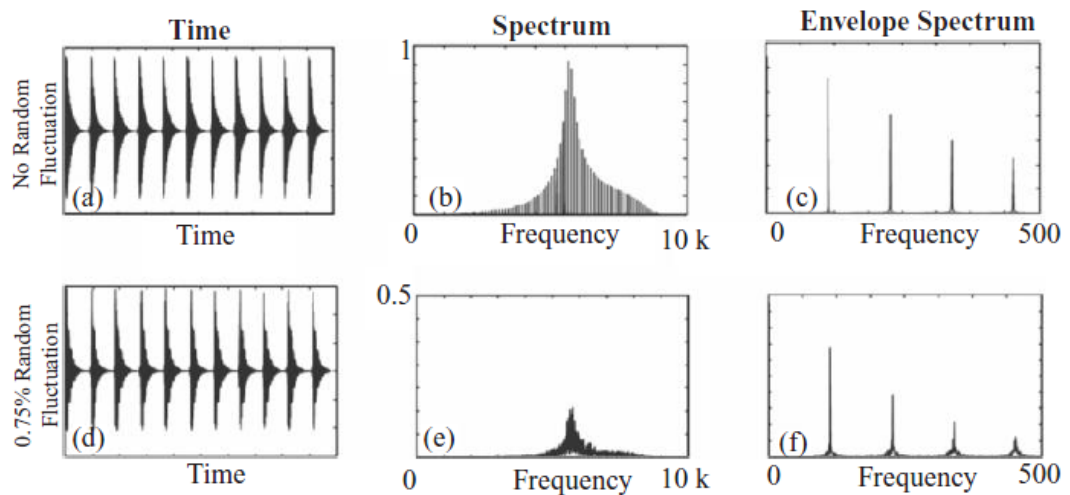 Time
Spectrum
Envelope Spectrum
No Random
Fluctuation
(a)
Time
1
(b)
0
Frequency
10 k
(c)
0
Frequency
500
0.75% Random
Fluctuation
(d)
Time
0.5
(e)
0
Frequency
10 k
(f)
0
Frequency
500